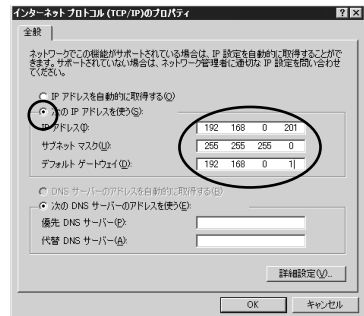 インターネット プロトコル (TCP/IP)のプロパティ
全般
ネットワークでこの機能がサポートされている場合は、IP 設定を自動的に取得することがで
きます。サポートされていない場合は、ネットワーク管理者に適切な IP 設定を問い合わせ
てください。
IP アドレスを自動的に取得する(O)
次の IP アドレスを使う(S):
IP アドレス(I): 192 168 0 201
サブネット マスク(U): 255 255 255 0
デフォルト ゲートウェイ(D): 192 168 0 1
DNS サーバーのアドレスを自動的に取得する(B)
次の DNS サーバーのアドレスを使う(E):
優先 DNS サーバー(P):
代替 DNS サーバー(A):
詳細設定(V)...
OK キャンセル